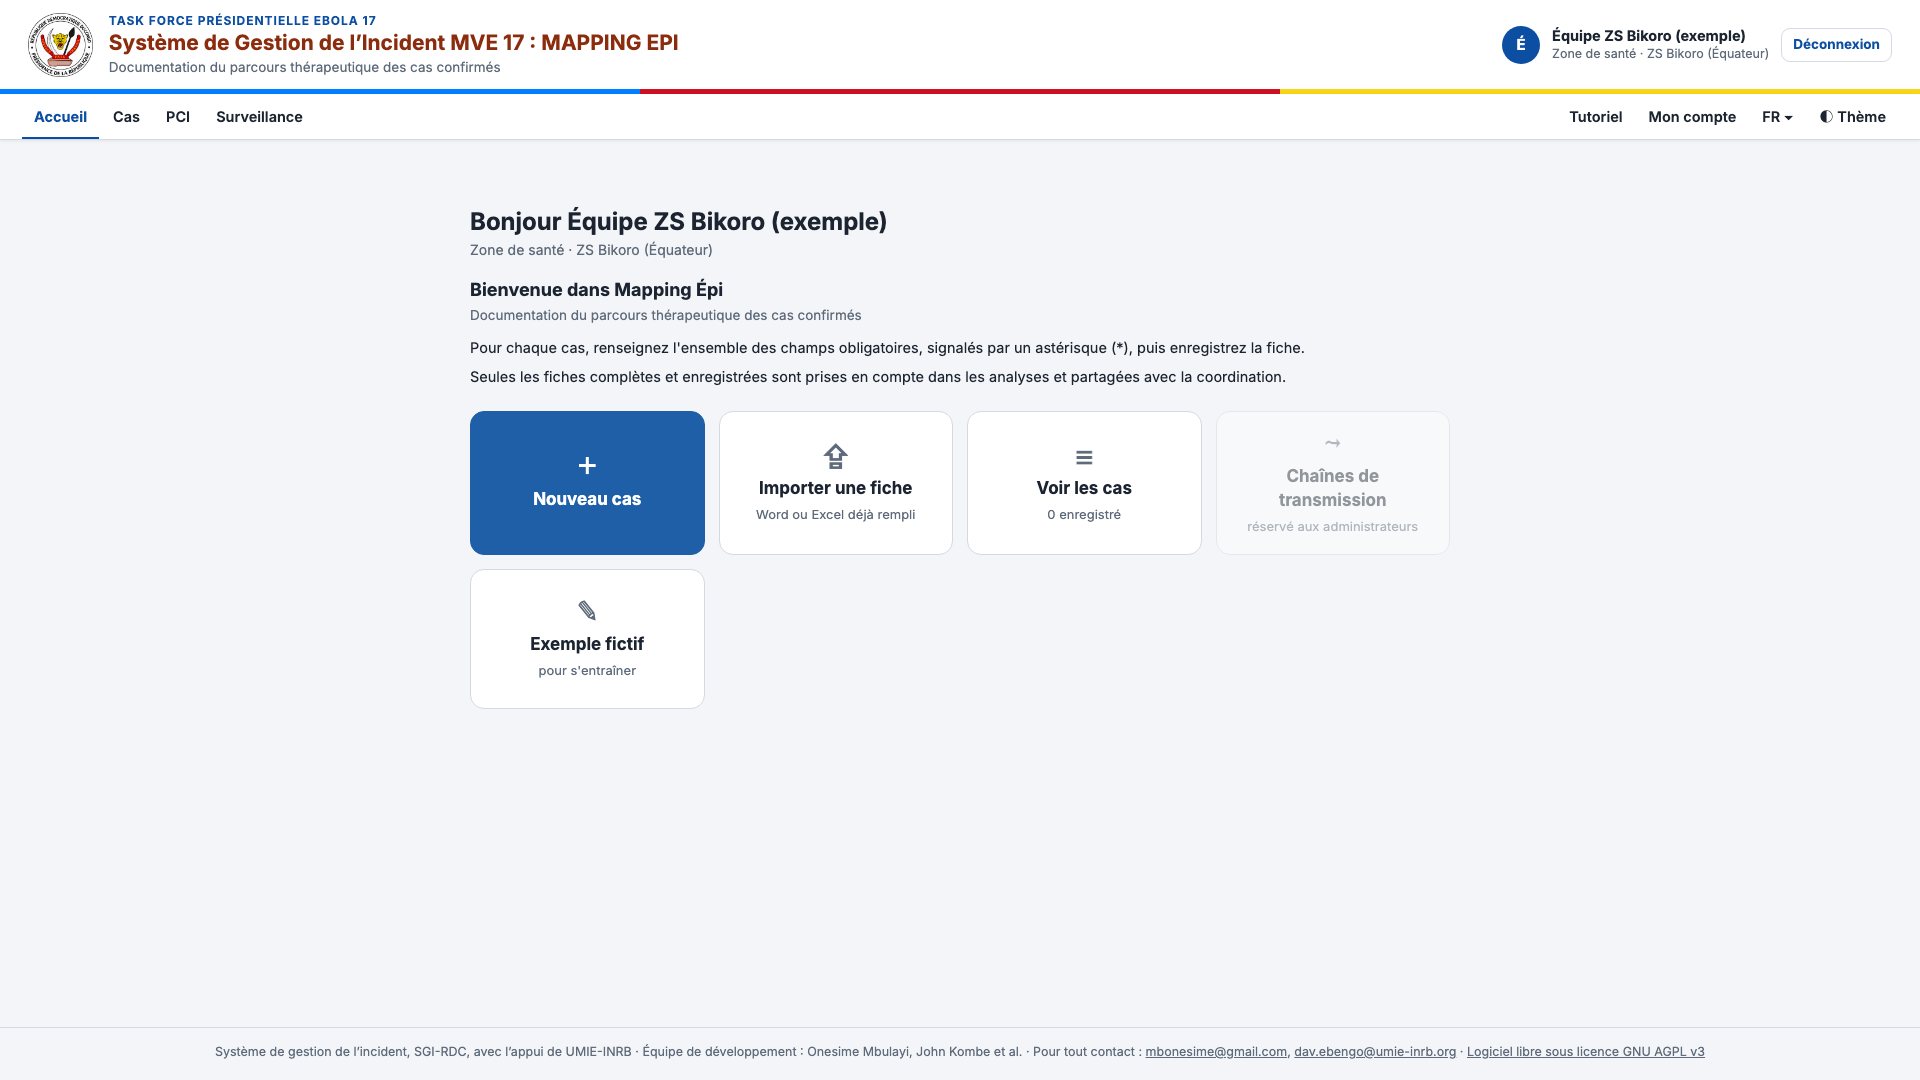 TASK FORCE PRÉSIDENTIELLE EBOLA 17
Système de Gestion de l’Incident MVE 17 : MAPPING EPI
Documentation du parcours thérapeutique des cas confirmés
É
Équipe ZS Bikoro (exemple)
Zone de santé · ZS Bikoro (Équateur)
Déconnexion
Accueil
Cas
PCI
Surveillance
Tutoriel
Mon compte
FR
Thème
Bonjour Équipe ZS Bikoro (exemple)
Zone de santé · ZS Bikoro (Équateur)
Bienvenue dans Mapping Épi
Documentation du parcours thérapeutique des cas confirmés
Pour chaque cas, renseignez l'ensemble des champs obligatoires, signalés par un astérisque (*), puis enregistrez la fiche.
Seules les fiches complètes et enregistrées sont prises en compte dans les analyses et partagées avec la coordination.
Nouveau cas
Importer une fiche
Word ou Excel déjà rempli
Voir les cas
0 enregistré
Chaînes de
transmission
réservé aux administrateurs
Exemple fictif
pour s'entraîner
Système de gestion de l’incident, SGI-RDC, avec l’appui de UMIE-INRB · Équipe de développement : Onesime Mbulayi, John Kombe et al. · Pour tout contact : mbonesime@gmail.com, dav.ebengo@umie-inrb.org · Logiciel libre sous licence GNU AGPL v3